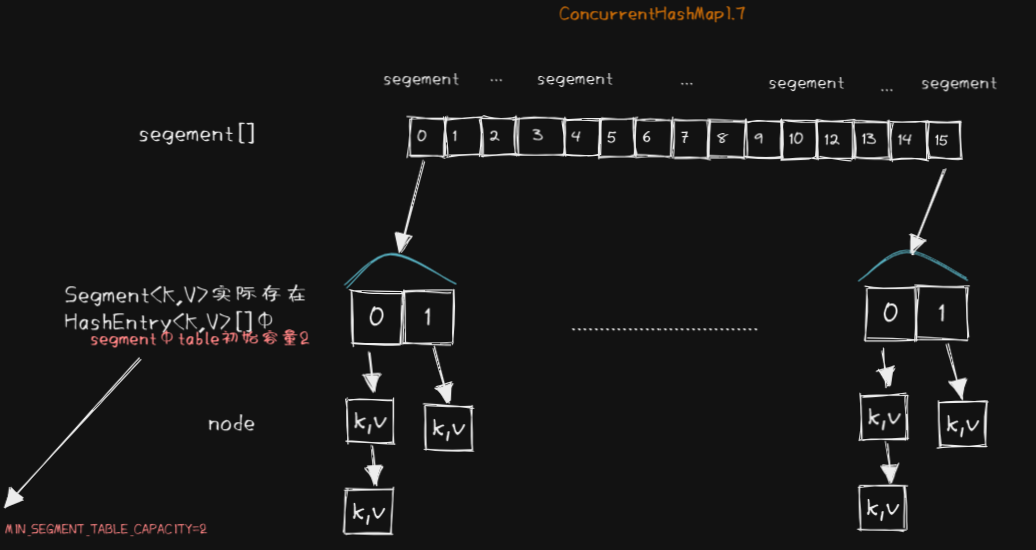 ConcurrentHashMap1.7
segement ... segement ... segement ... segement
segement[]
0 1 2 3 4 5 6 7 8 9 10 12 13 14 15
Segment<K,V>实际存在
HashEntry<K,V>[]中
segment中table初始容量2
0 1
0 1
node
k,v k,v
k,v k,v
k,v
k,v
MIN_SEGMENT_TABLE_CAPACITY=2